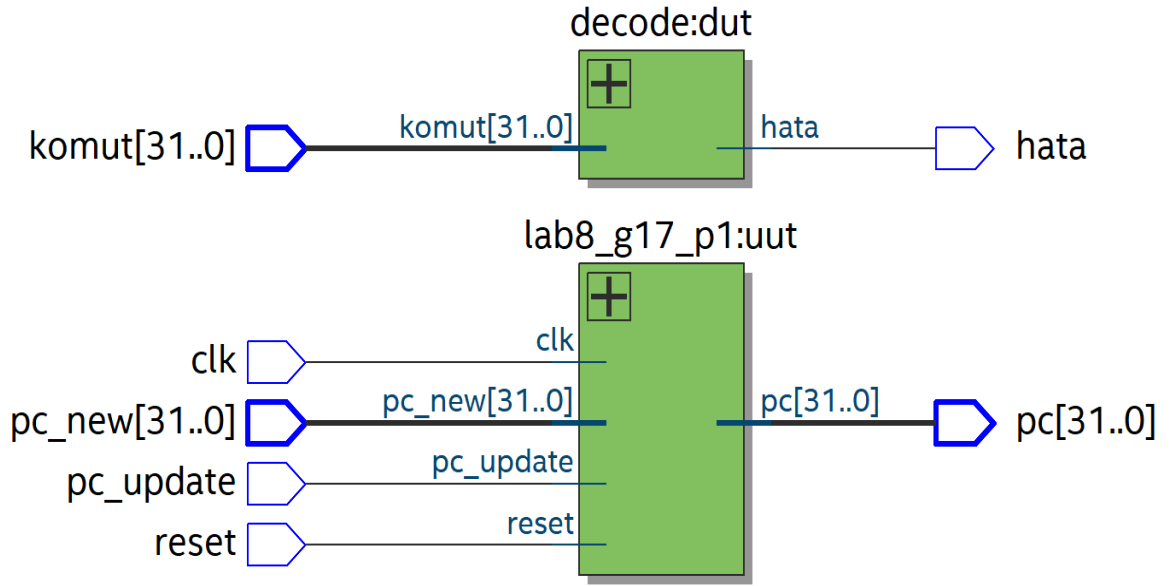 decode:dut
komut[31..0]
komut[31..0]
hata
hata
lab8_g17_p1:uut
clk
clk
pc_new[31..0]
pc_new[31..0]
pc[31..0]
pc[31..0]
pc_update
pc_update
reset
reset